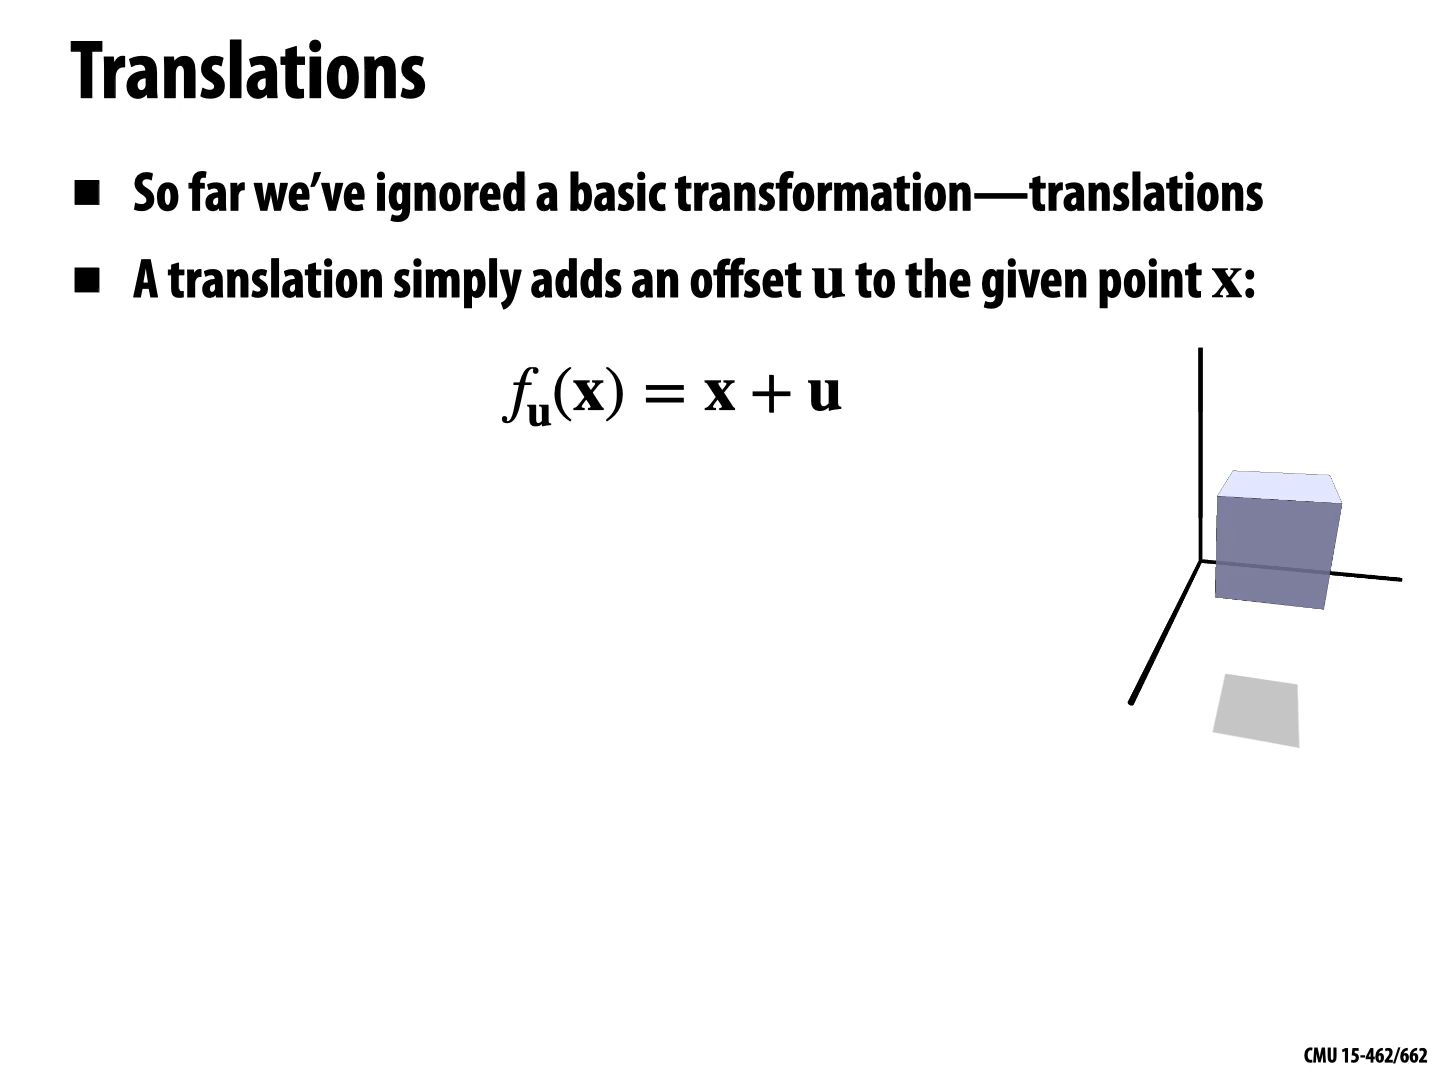 Translations
■ So far we’ve ignored a basic transformation—translations
■ A translation simply adds an offset u to the given point x:
f_u(x) = x + u
CMU 15-462/662